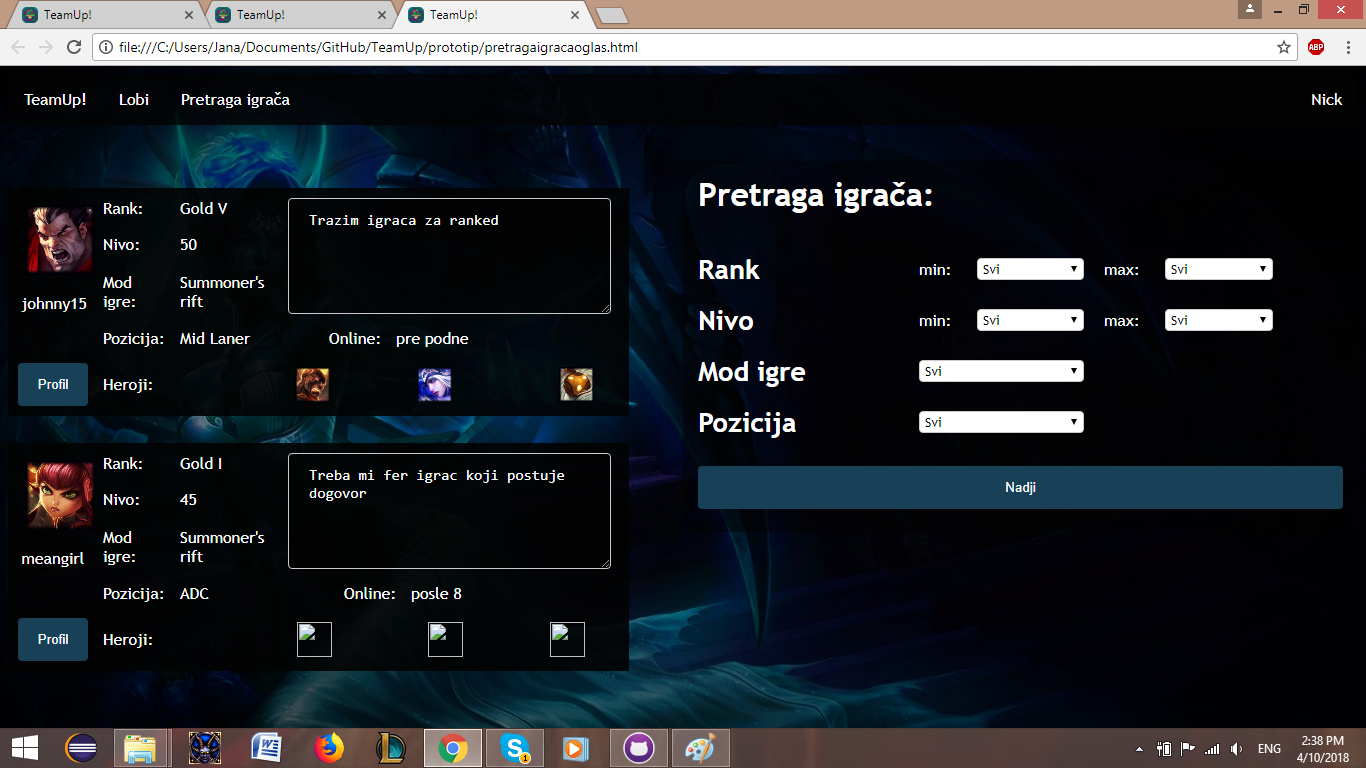 TeamUp!
TeamUp!
TeamUp!
file:///C:/Users/Jana/Documents/GitHub/TeamUp/prototip/pretragaigracaoglas.html
ABP
TeamUp! Lobi Pretraga igrača Nick
Rank: Gold V
Nivo: 50
Mod igre: Summoner's rift
johnny15
Trazim igraca za ranked
Pozicija: Mid Laner Online: pre podne
Profil Heroji:
Rank: Gold I
Nivo: 45
Mod igre: Summoner's rift
meangirl
Treba mi fer igrac koji postuje
dogovor
Pozicija: ADC Online: posle 8
Profil Heroji:
Pretraga igrača:
Rank min: Svi max: Svi
Nivo min: Svi max: Svi
Mod igre Svi
Pozicija Svi
Nadji
1
ENG
2:38 PM
4/10/2018